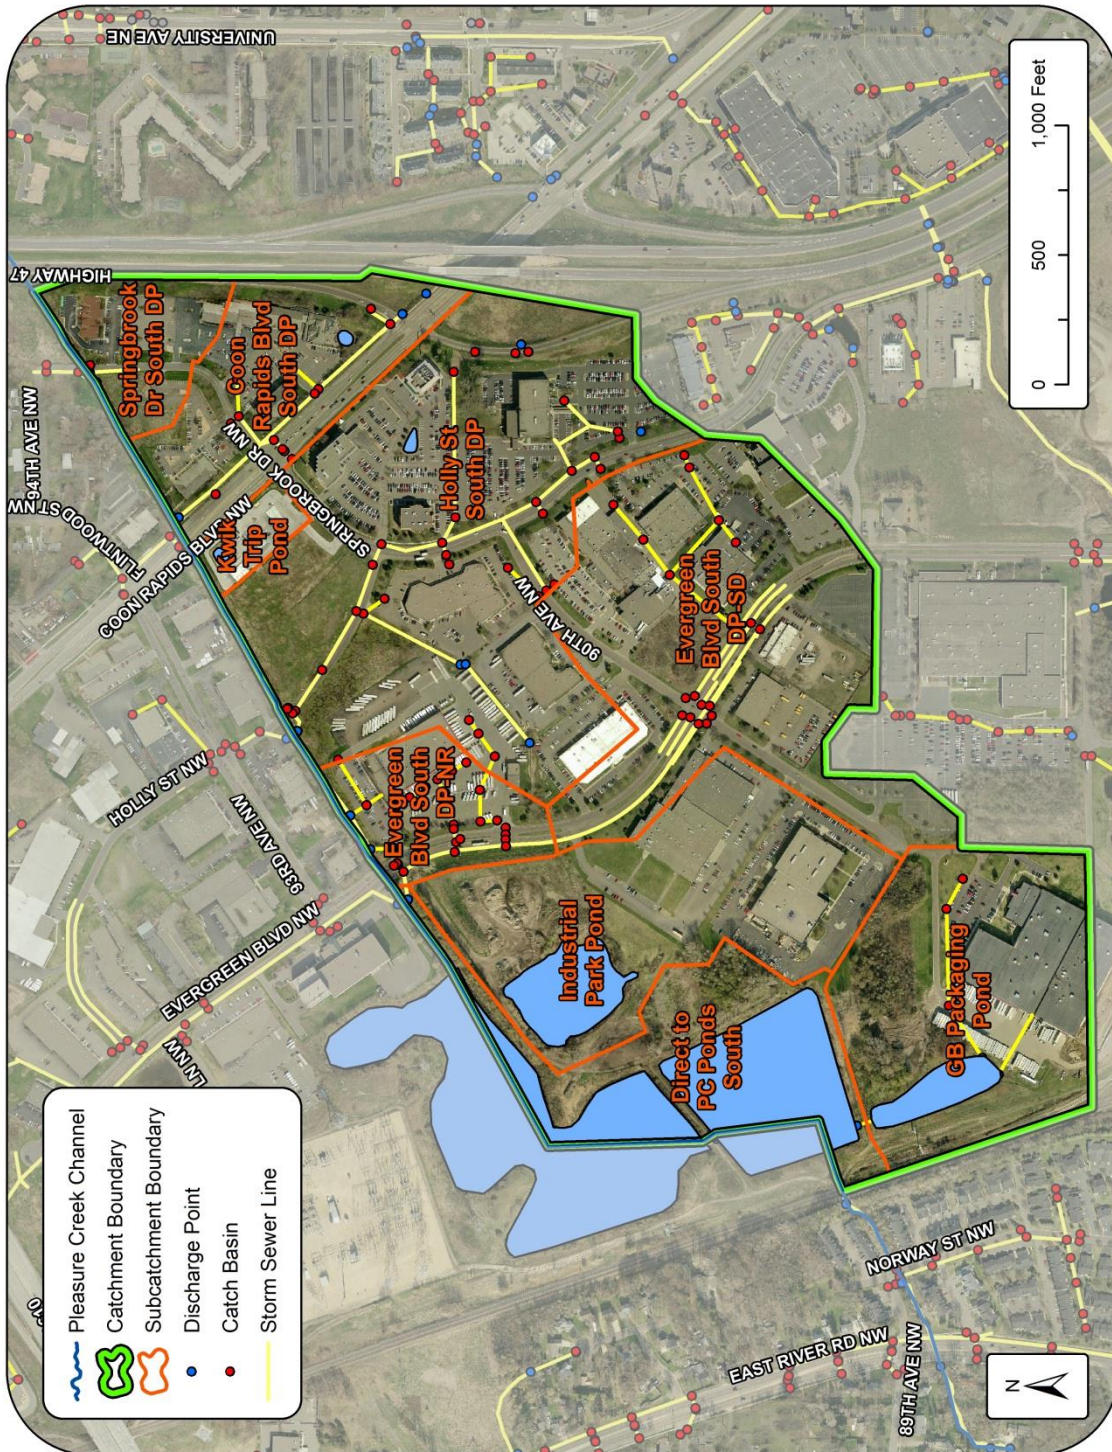 Pleasure Creek Channel
Catchment Boundary
Subcatchment Boundary
Discharge Point
Catch Basin
Storm Sewer Line
LN NW
EVERGREEN BLVD NW
93RD AVE NW
HOLLY ST NW
COON RAPIDS BLVD NW
FLINTWOOD ST NW
94TH AVE NW
HIGHWAY 47
UNIVERSITY AVE NE
Springbrook
Dr South DP
Coon
Rapids Blvd
South DP
Kwik
Trip
Pond
SPRINGBROOK DR NW
Holly St
South DP
90TH AVE NW
Evergreen
Blvd South
DP-NR
Evergreen
Blvd South
DP-SD
Industrial
Park Pond
Direct to
PC Ponds
South
GB Packaging
Pond
NORWAY ST NW
EAST RIVER RD NW
89TH AVE NW
N
0 500 1,000 Feet